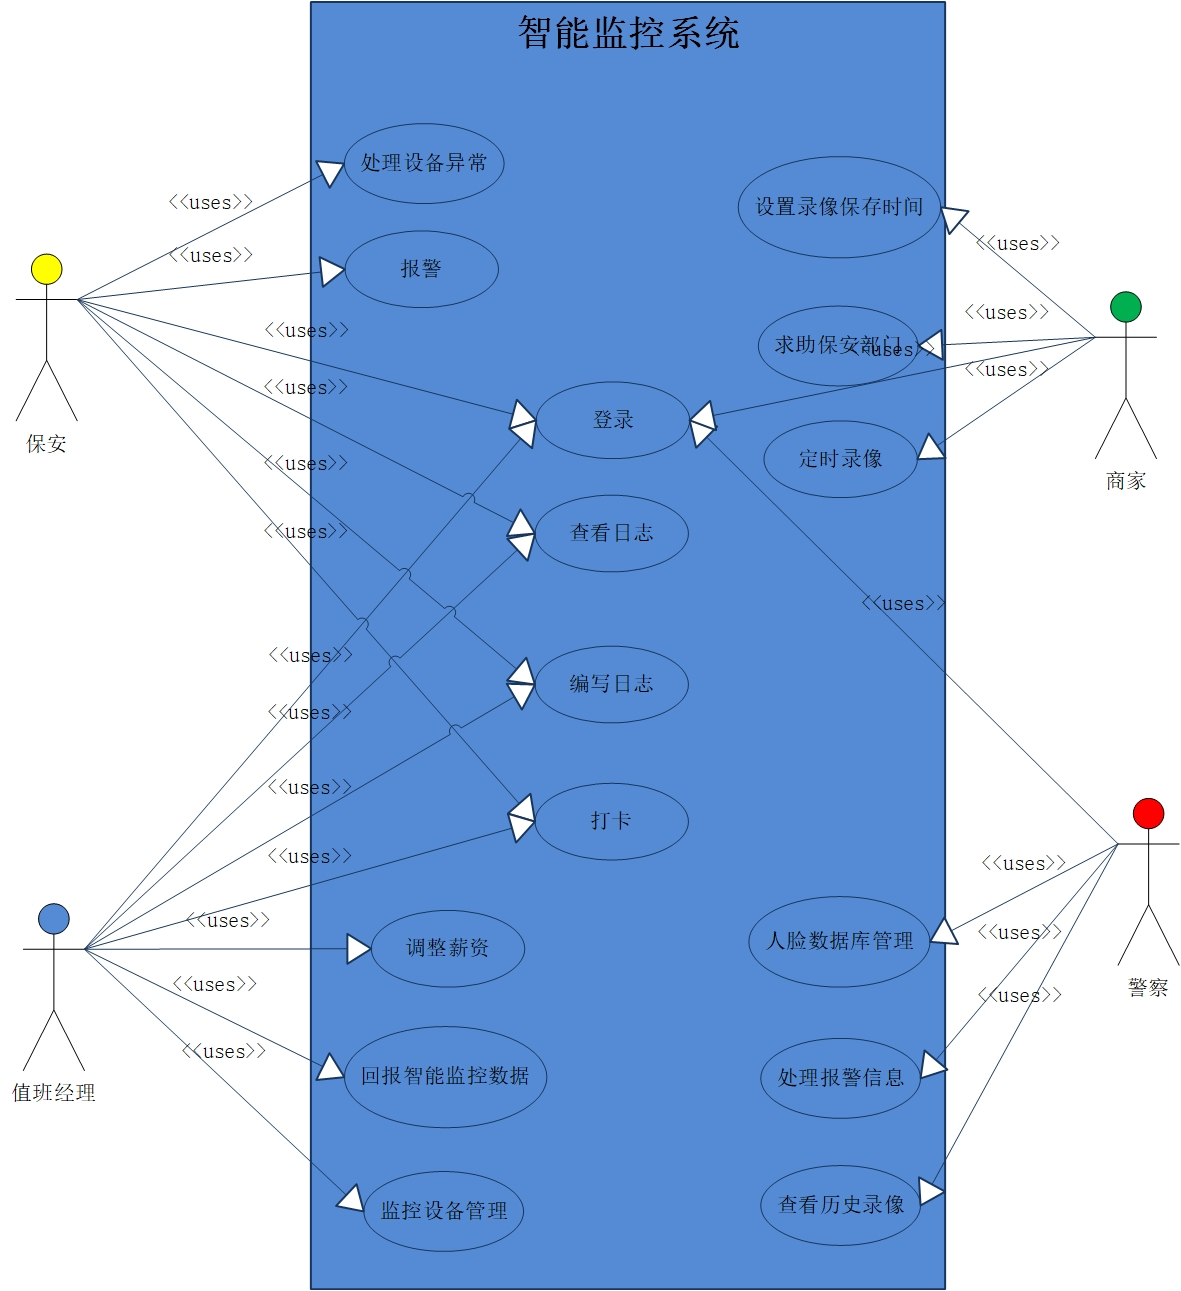 智能监控系统
处理设备异常
<<uses>>
设置录像保存时间
<<uses>>
<<uses>>
报警
<<uses>>
<<uses>>
求助保安部门
<<uses>>
<<uses>>
<<uses>>
登录
保安
定时录像
商家
<<uses>>
<<uses>>
查看日志
<<uses>>
<<uses>>
编写日志
<<uses>>
<<uses>>
打卡
<<uses>>
<<uses>>
<<uses>>
人脸数据库管理
<<uses>>
调整薪资
<<uses>>
警察
<<uses>>
<<uses>>
回报智能监控数据
处理报警信息
值班经理
监控设备管理
查看历史录像